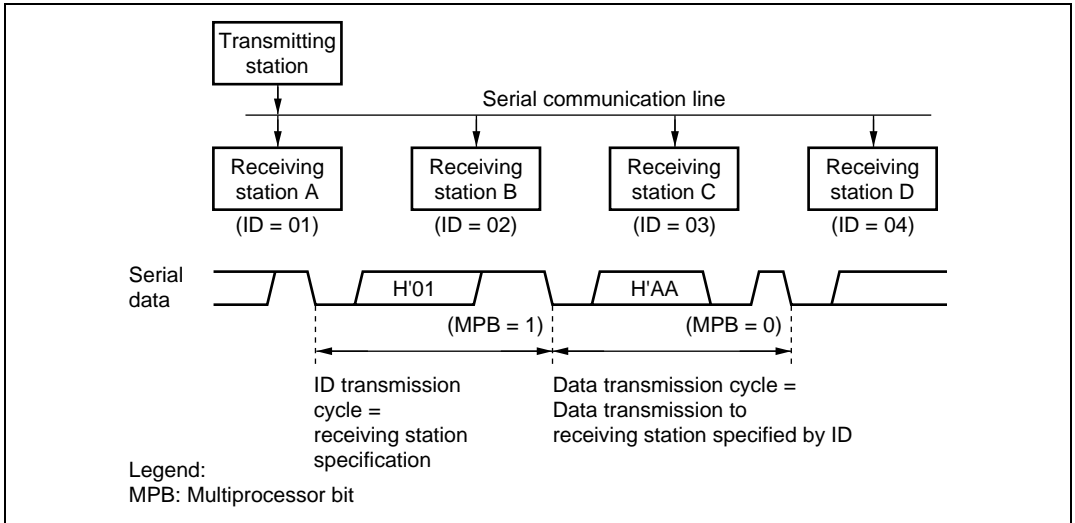 Transmitting
station
Serial communication line
Receiving
station A
(ID = 01)
Receiving
station B
(ID = 02)
Receiving
station C
(ID = 03)
Receiving
station D
(ID = 04)
Serial
data
H'01
H'AA
(MPB = 1)
(MPB = 0)
ID transmission
cycle =
receiving station
specification
Data transmission cycle =
Data transmission to
receiving station specified by ID
Legend:
MPB: Multiprocessor bit